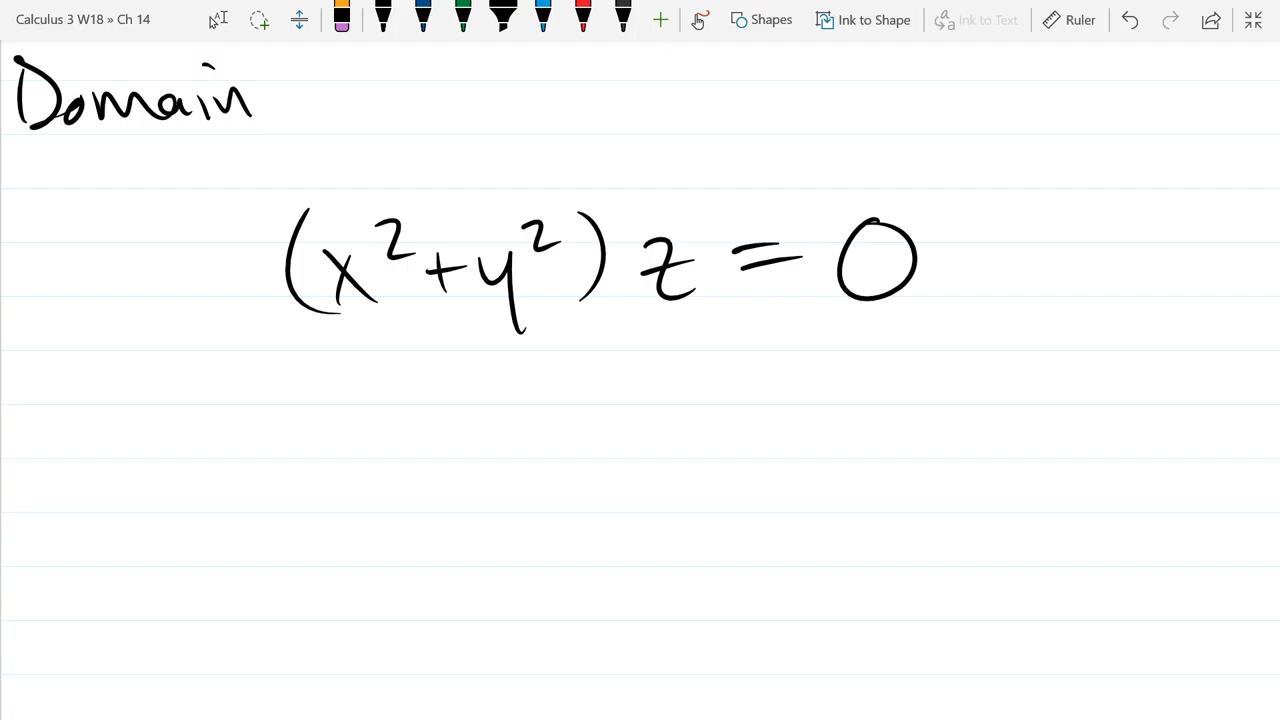 Calculus 3 W18 » Ch 14
Shapes
Ink to Shape
Ink to Text
Ruler
Domain
(x²+y²) z = 0